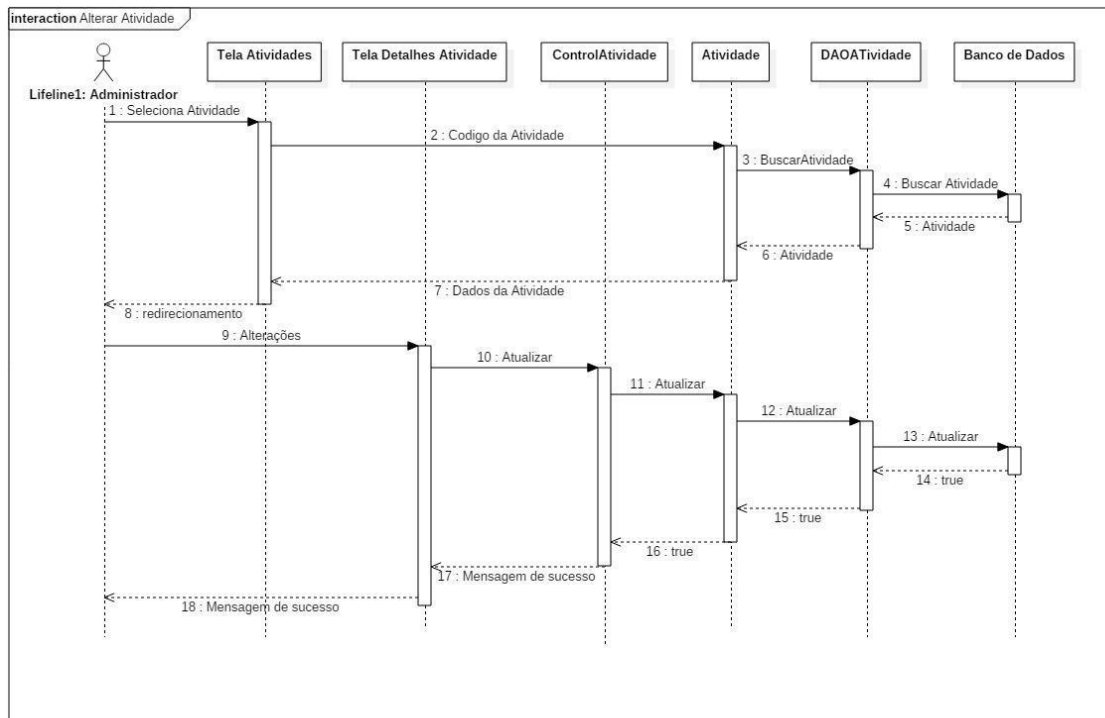 interaction Alterar Atividade
Tela Atividades
Tela Detalhes Atividade
ControlAtividade
Atividade
DAOATividade
Banco de Dados
Lifeline1: Administrador
1 : Seleciona Atividade
2 : Codigo da Atividade
3 : BuscarAtividade
4 : Buscar Atividade
5 : Atividade
6 : Atividade
7 : Dados da Atividade
8 : redirecionamento
9 : Alterações
10 : Atualizar
11 : Atualizar
12 : Atualizar
13 : Atualizar
14 : true
15 : true
16 : true
17 : Mensagem de sucesso
18 : Mensagem de sucesso